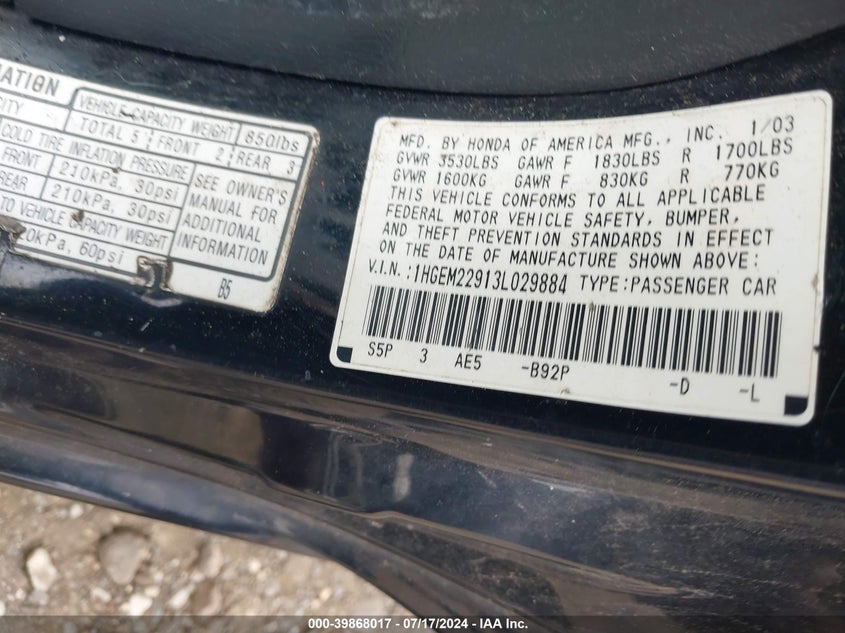 MATION
CITY
VEHICLE CAPACITY WEIGHT 850lbs
TOTAL 5 FRONT 2 REAR 3
COLD TIRE INFLATION PRESSURE
FRONT 210kPa, 30psi
REAR 210kPa, 30psi
TO VEHICLE CAPACITY WEIGHT
0kPa, 60psi
SEE OWNER'S
MANUAL FOR
ADDITIONAL
INFORMATION
B5
MFD. BY HONDA OF AMERICA MFG., INC. 1/03
GVWR 3530LBS GAWR F 1830LBS R 1700LBS
GVWR 1600KG GAWR F 830KG R 770KG
THIS VEHICLE CONFORMS TO ALL APPLICABLE
FEDERAL MOTOR VEHICLE SAFETY, BUMPER,
AND THEFT PREVENTION STANDARDS IN EFFECT
ON THE DATE OF MANUFACTURE SHOWN ABOVE:
V.I.N.:1HGEM22913L029884 TYPE:PASSENGER CAR
S5P 3 AE5 -B92P -D -L
000-39868017 - 07/17/2024 - IAA Inc.